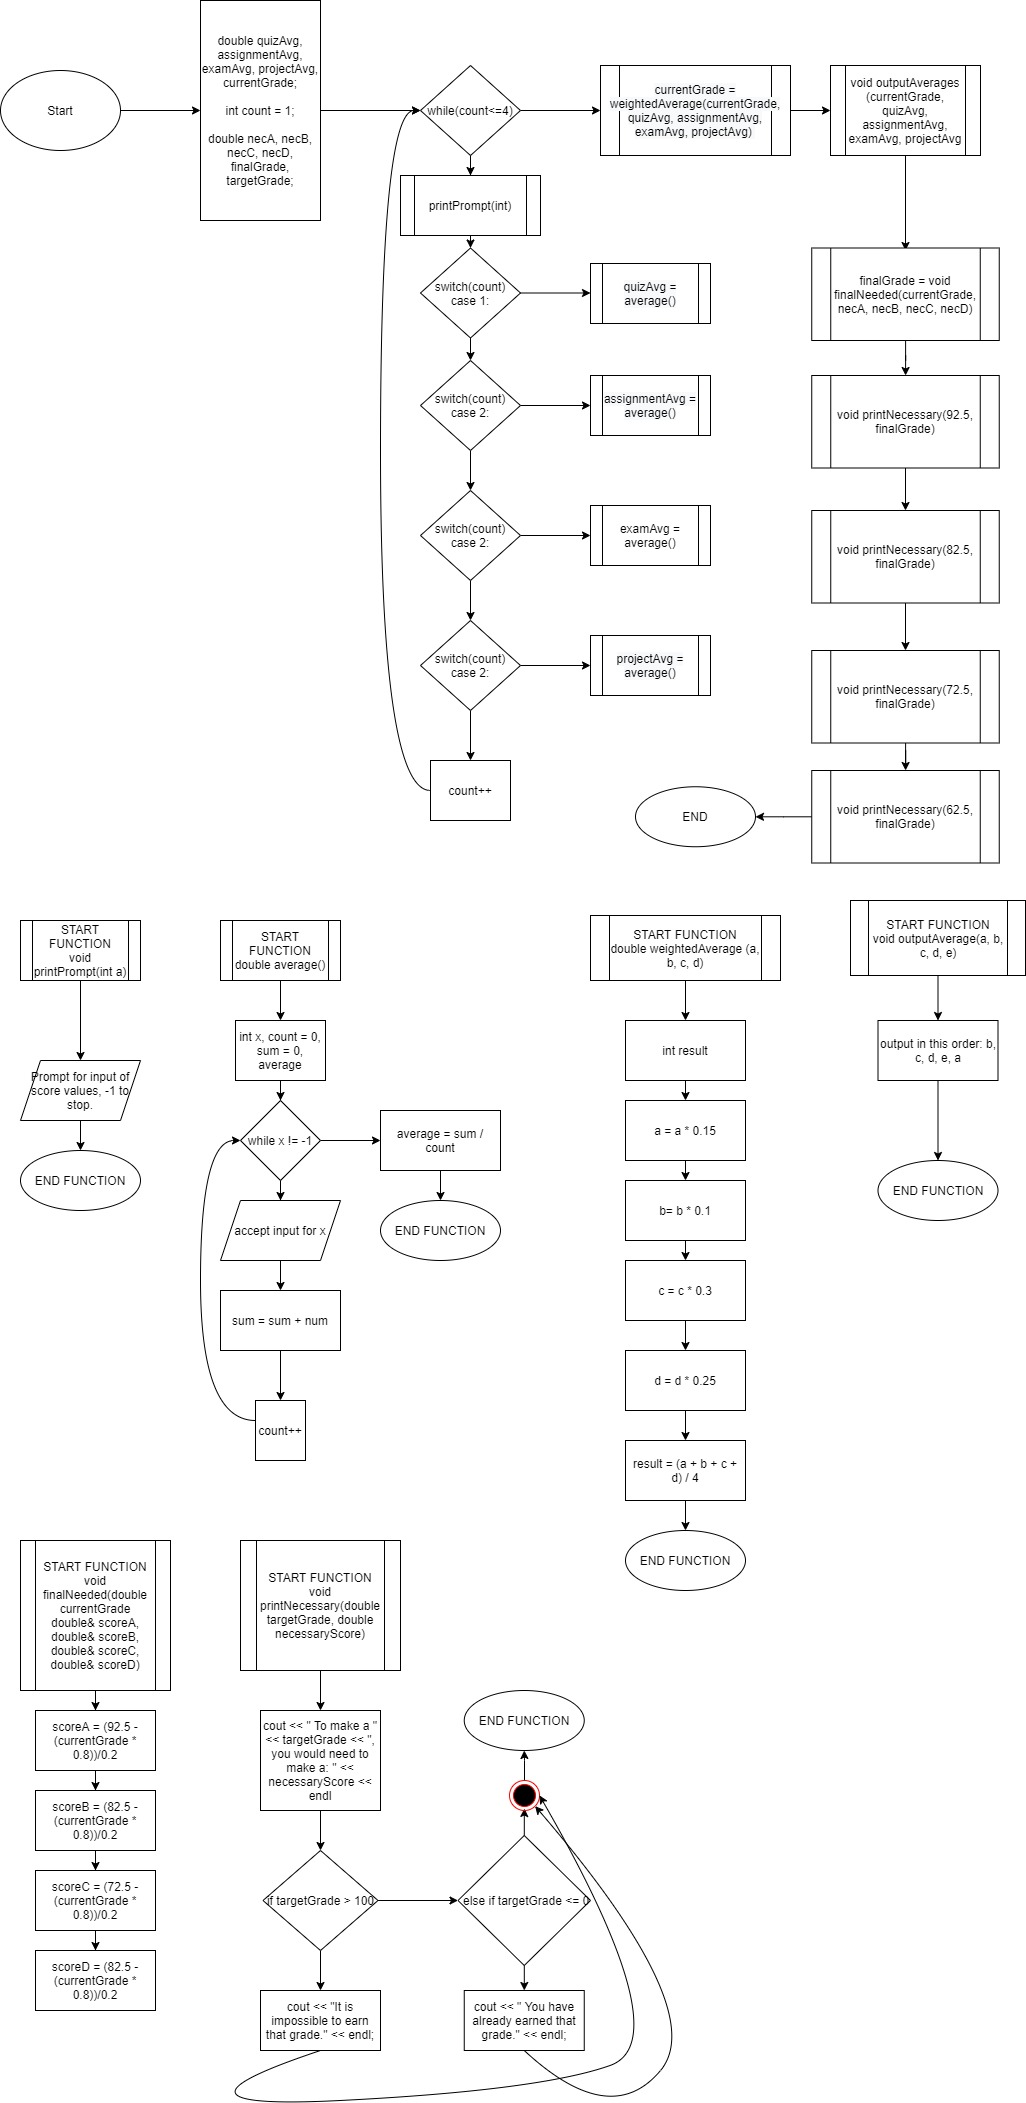 Start
double quizAvg,
assignmentAvg,
examAvg, projectAvg,
currentGrade;
int count = 1;
double necA, necB,
necC, necD,
finalGrade,
targetGrade;
while(count<=4)
currentGrade =
weightedAverage(currentGrade,
quizAvg, assignmentAvg,
examAvg, projectAvg)
void outputAverages
(currentGrade,
quizAvg,
assignmentAvg,
examAvg, projectAvg
printPrompt(int)
switch(count)
case 1:
quizAvg =
average()
finalGrade = void
finalNeeded(currentGrade,
necA, necB, necC, necD)
switch(count)
case 2:
assignmentAvg =
average()
void printNecessary(92.5,
finalGrade)
switch(count)
case 2:
examAvg =
average()
void printNecessary(82.5,
finalGrade)
switch(count)
case 2:
projectAvg =
average()
void printNecessary(72.5,
finalGrade)
count++
END
void printNecessary(62.5,
finalGrade)
START
FUNCTION
void
printPrompt(int a)
Prompt for input of
score values, -1 to
stop.
END FUNCTION
START
FUNCTION
double average()
int x, count = 0,
sum = 0,
average
while x != -1
average = sum /
count
END FUNCTION
accept input for x
sum = sum + num
count++
START FUNCTION
double weightedAverage (a,
b, c, d)
int result
a = a * 0.15
b= b * 0.1
c = c * 0.3
d = d * 0.25
result = (a + b + c +
d) / 4
END FUNCTION
START FUNCTION
void outputAverage(a, b,
c, d, e)
output in this order: b,
c, d, e, a
END FUNCTION
START FUNCTION
void
finalNeeded(double
currentGrade
double& scoreA,
double& scoreB,
double& scoreC,
double& scoreD)
scoreA = (92.5 -
(currentGrade *
0.8))/0.2
scoreB = (82.5 -
(currentGrade *
0.8))/0.2
scoreC = (72.5 -
(currentGrade *
0.8))/0.2
scoreD = (82.5 -
(currentGrade *
0.8))/0.2
START FUNCTION
void
printNecessary(double
targetGrade, double
necessaryScore)
cout << " To make a "
<< targetGrade << ",
you would need to
make a: " <<
necessaryScore <<
endl
if targetGrade > 100
cout << "It is
impossible to earn
that grade." << endl;
END FUNCTION
else if targetGrade <= 0
cout << " You have
already earned that
grade." << endl;